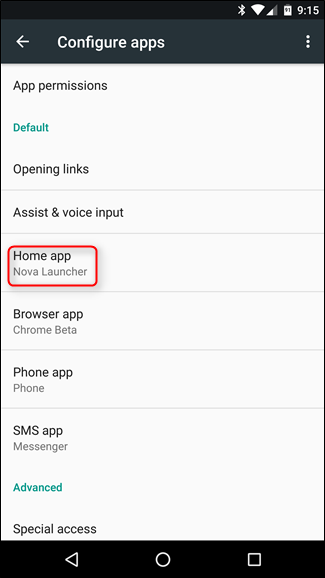 9:15
Configure apps
App permissions
Default
Opening links
Assist & voice input
Home app
Nova Launcher
Browser app
Chrome Beta
Phone app
Phone
SMS app
Messenger
Advanced
Special access